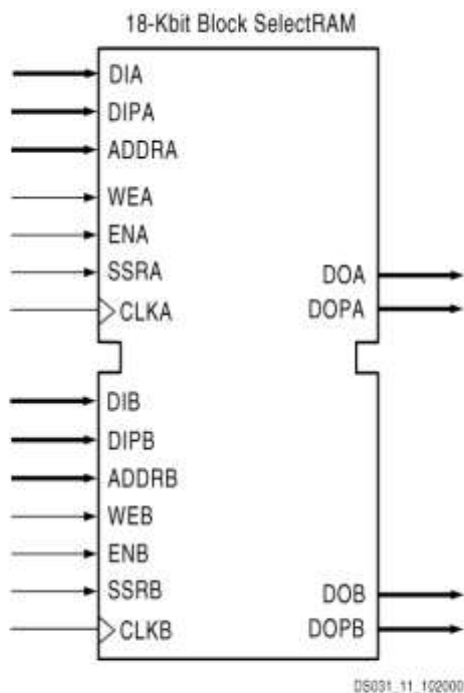 18-Kbit Block SelectRAM
DIA
DIPA
ADDRA
WEA
ENA
SSRA
DOA
CLKA
DOPA
DIB
DIPB
ADDRB
WEB
ENB
SSRB
DOB
CLKB
DOPB
DS031_11_102000